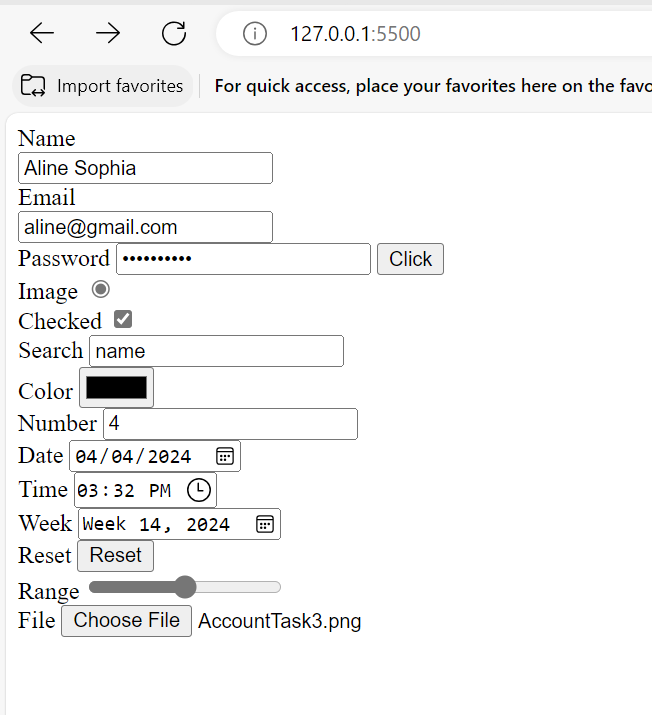 127.0.0.1:5500
Import favorites For quick access, place your favorites here on the favo
Name
Aline Sophia
Email
aline@gmail.com
Password •••••••••• Click
Image
Checked
Search name
Color
Number 4
Date 04/04/2024
Time 03:32 PM
Week Week 14, 2024
Reset Reset
Range
File Choose File AccountTask3.png